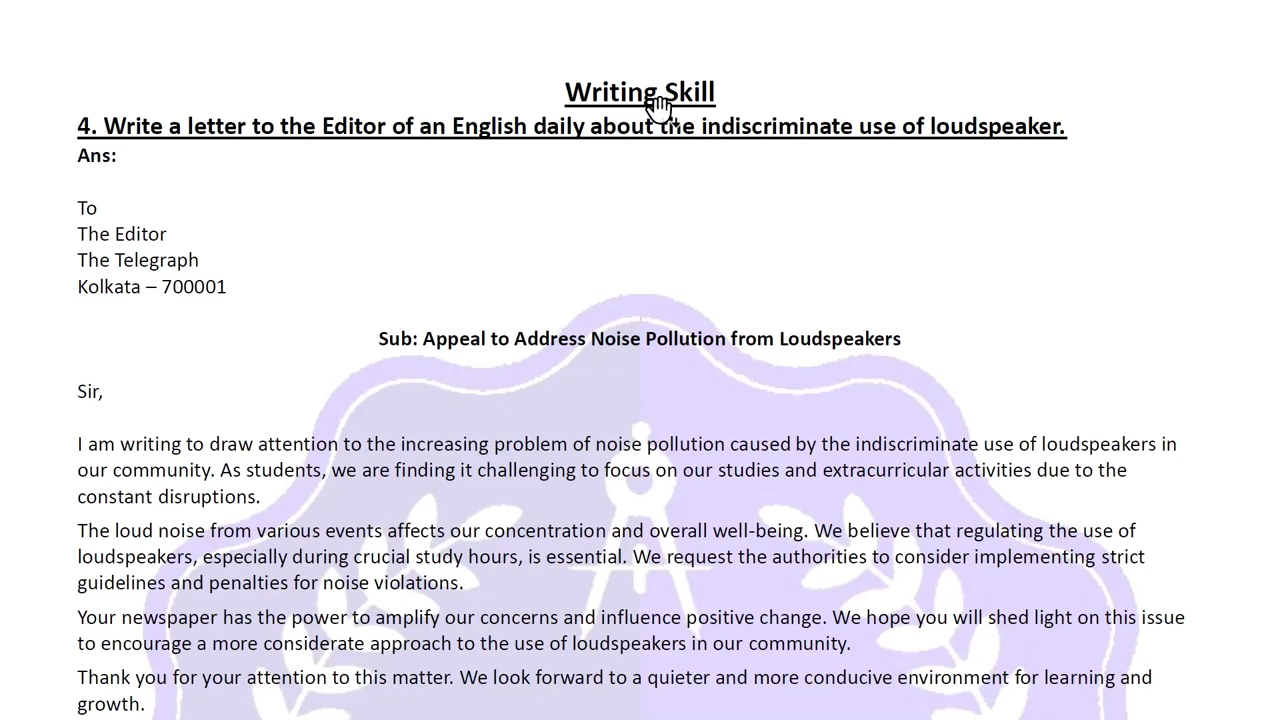 Writing Skill
4. Write a letter to the Editor of an English daily about the indiscriminate use of loudspeaker.
Ans:
To
The Editor
The Telegraph
Kolkata – 700001
Sub: Appeal to Address Noise Pollution from Loudspeakers
Sir,
I am writing to draw attention to the increasing problem of noise pollution caused by the indiscriminate use of loudspeakers in
our community. As students, we are finding it challenging to focus on our studies and extracurricular activities due to the
constant disruptions.
The loud noise from various events affects our concentration and overall well-being. We believe that regulating the use of
loudspeakers, especially during crucial study hours, is essential. We request the authorities to consider implementing strict
guidelines and penalties for noise violations.
Your newspaper has the power to amplify our concerns and influence positive change. We hope you will shed light on this issue
to encourage a more considerate approach to the use of loudspeakers in our community.
Thank you for your attention to this matter. We look forward to a quieter and more conducive environment for learning and
growth.